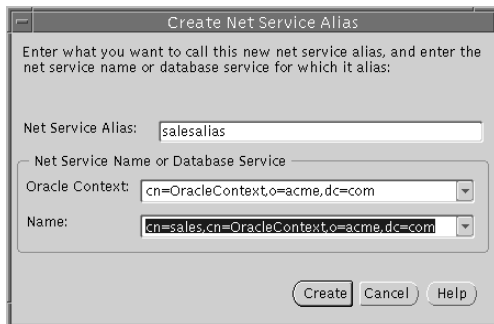 Create Net Service Alias
Enter what you want to call this new net service alias, and enter the
net service name or database service for which it alias:
Net Service Alias: salesalias
Net Service Name or Database Service
Oracle Context: cn=OracleContext,o=acme,dc=com
Name: cn=sales,cn=OracleContext,o=acme,dc=com
Create Cancel Help